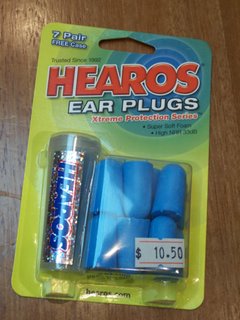 7 Pair
FREE Case
Trusted Since 1992
HEAROS
EAR PLUGS
Xtreme Protection Series
• Super Soft Foam
• High NRR 33dB
HEAROS
$ 10.50
hearos.com